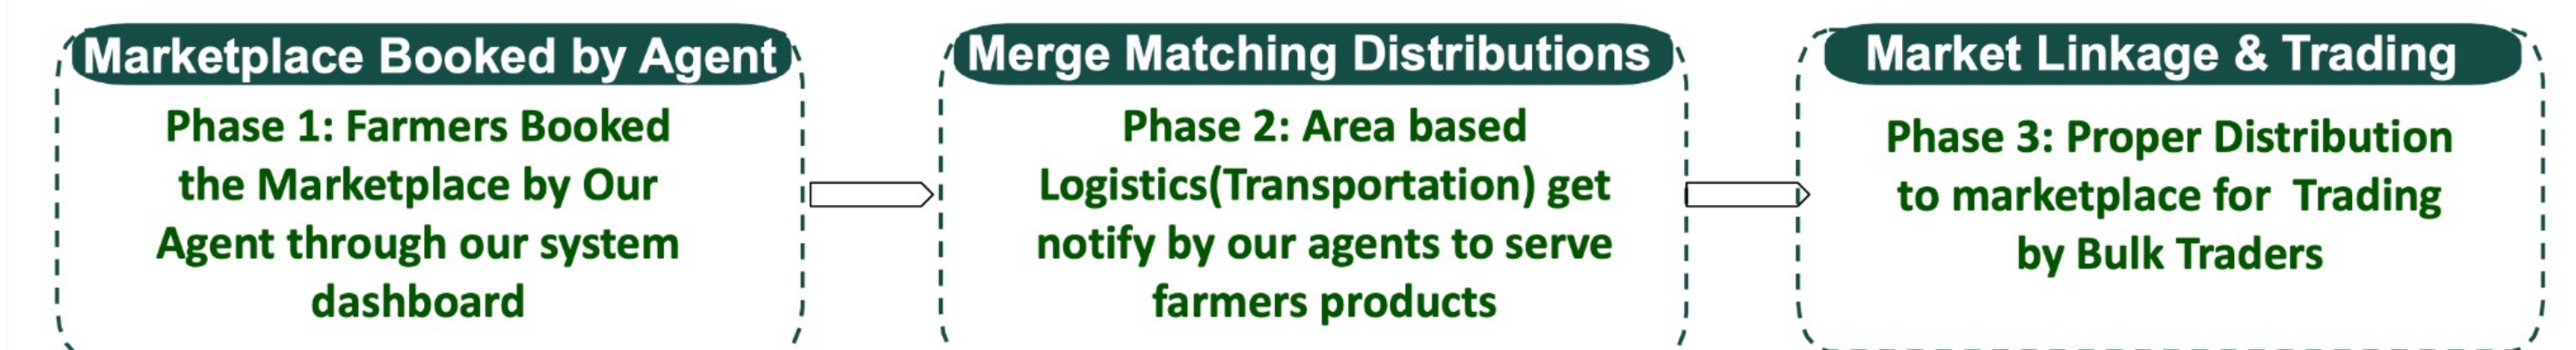 Marketplace Booked by Agent
Phase 1: Farmers Booked
the Marketplace by Our
Agent through our system
dashboard
Merge Matching Distributions
Phase 2: Area based
Logistics(Transportation) get
notify by our agents to serve
farmers products
Market Linkage & Trading
Phase 3: Proper Distribution
to marketplace for Trading
by Bulk Traders